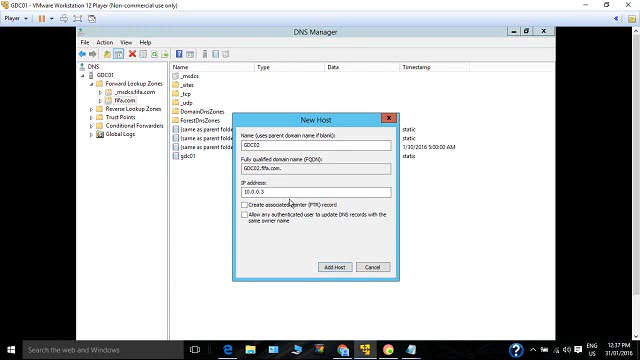 GDC01 - VMware Workstation 12 Player (Non-commercial use only)
Player
DNS Manager
File Action View Help
DNS
GDC01
Forward Lookup Zones
_msdcs.fifa.com
fifa.com
Reverse Lookup Zones
Trust Points
Conditional Forwarders
Global Logs
Name Type Data Timestamp
_msdcs
_sites
_tcp
_udp
DomainDnsZones
ForestDnsZones
(same as parent folder
(same as parent folde static
(same as parent folde 1/30/2016 5:00:00 AM
gdc01 static
New Host
Name (uses parent domain name if blank):
GDC02
Fully qualified domain name (FQDN):
GDC02.fifa.com.
IP address:
10.0.0.3
Create associated pointer (PTR) record
Allow any authenticated user to update DNS records with the
same owner name
Add Host Cancel
Search the web and Windows
ENG
US
12:37 PM
31/01/2016